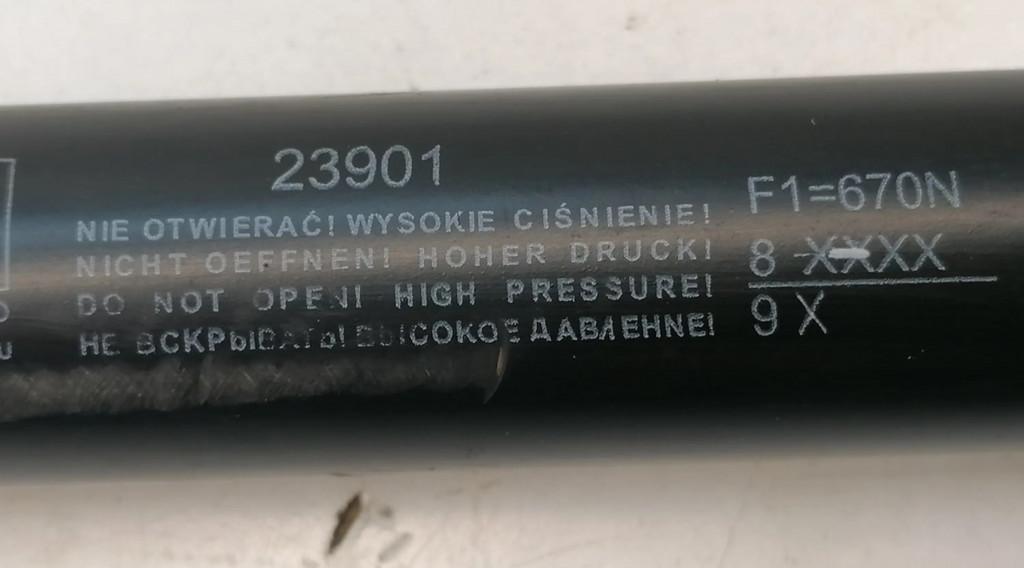 23901
NIE OTWIERAĆ! WYSOKIE CIŚNIENIE!
NICHT OEFFNEN! HOHER DRUCK!
DO NOT OPEN! HIGH PRESSURE!
НЕ ВСКРЫВАТЬ! ВЫСОКОЕ ДАВЛЕНNЕ!
F1=670N
8 XXXX
9 X